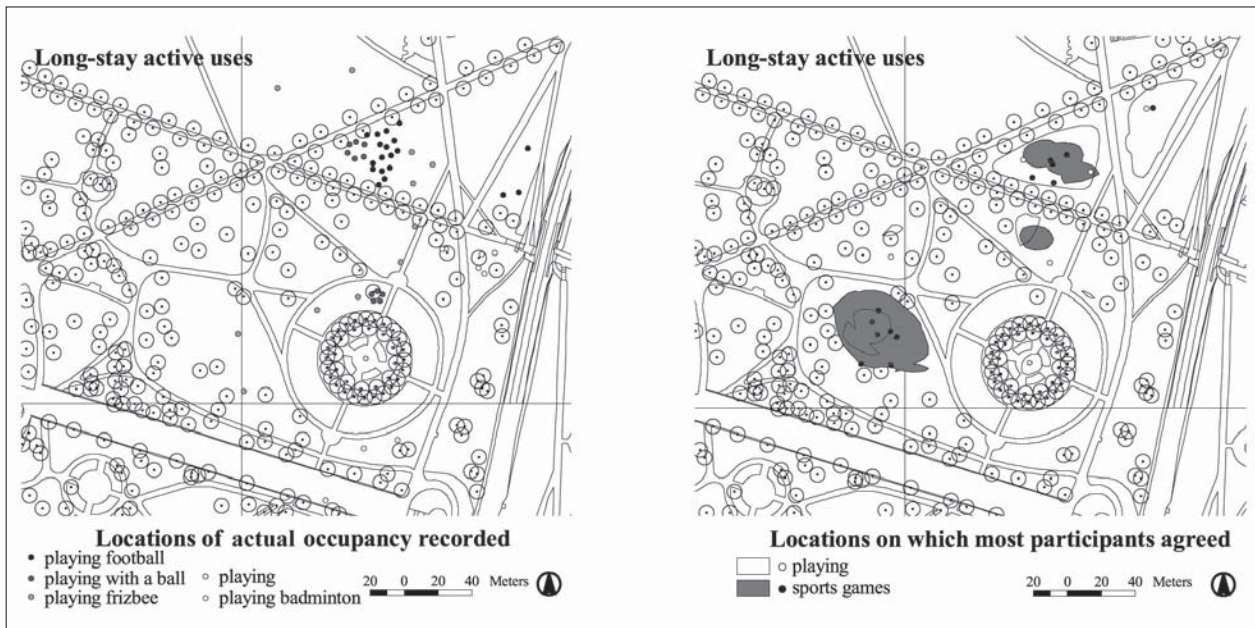 Long-stay active uses
Locations of actual occupancy recorded
playing football
playing with a ball
playing frizbee
playing
playing badminton
20 0 20 40 Meters
Long-stay active uses
Locations on which most participants agreed
playing
sports games
20 0 20 40 Meters